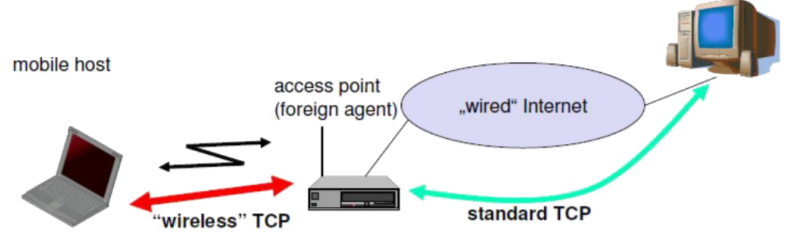 mobile host
access point
(foreign agent)
„wired“ Internet
“wireless” TCP
standard TCP